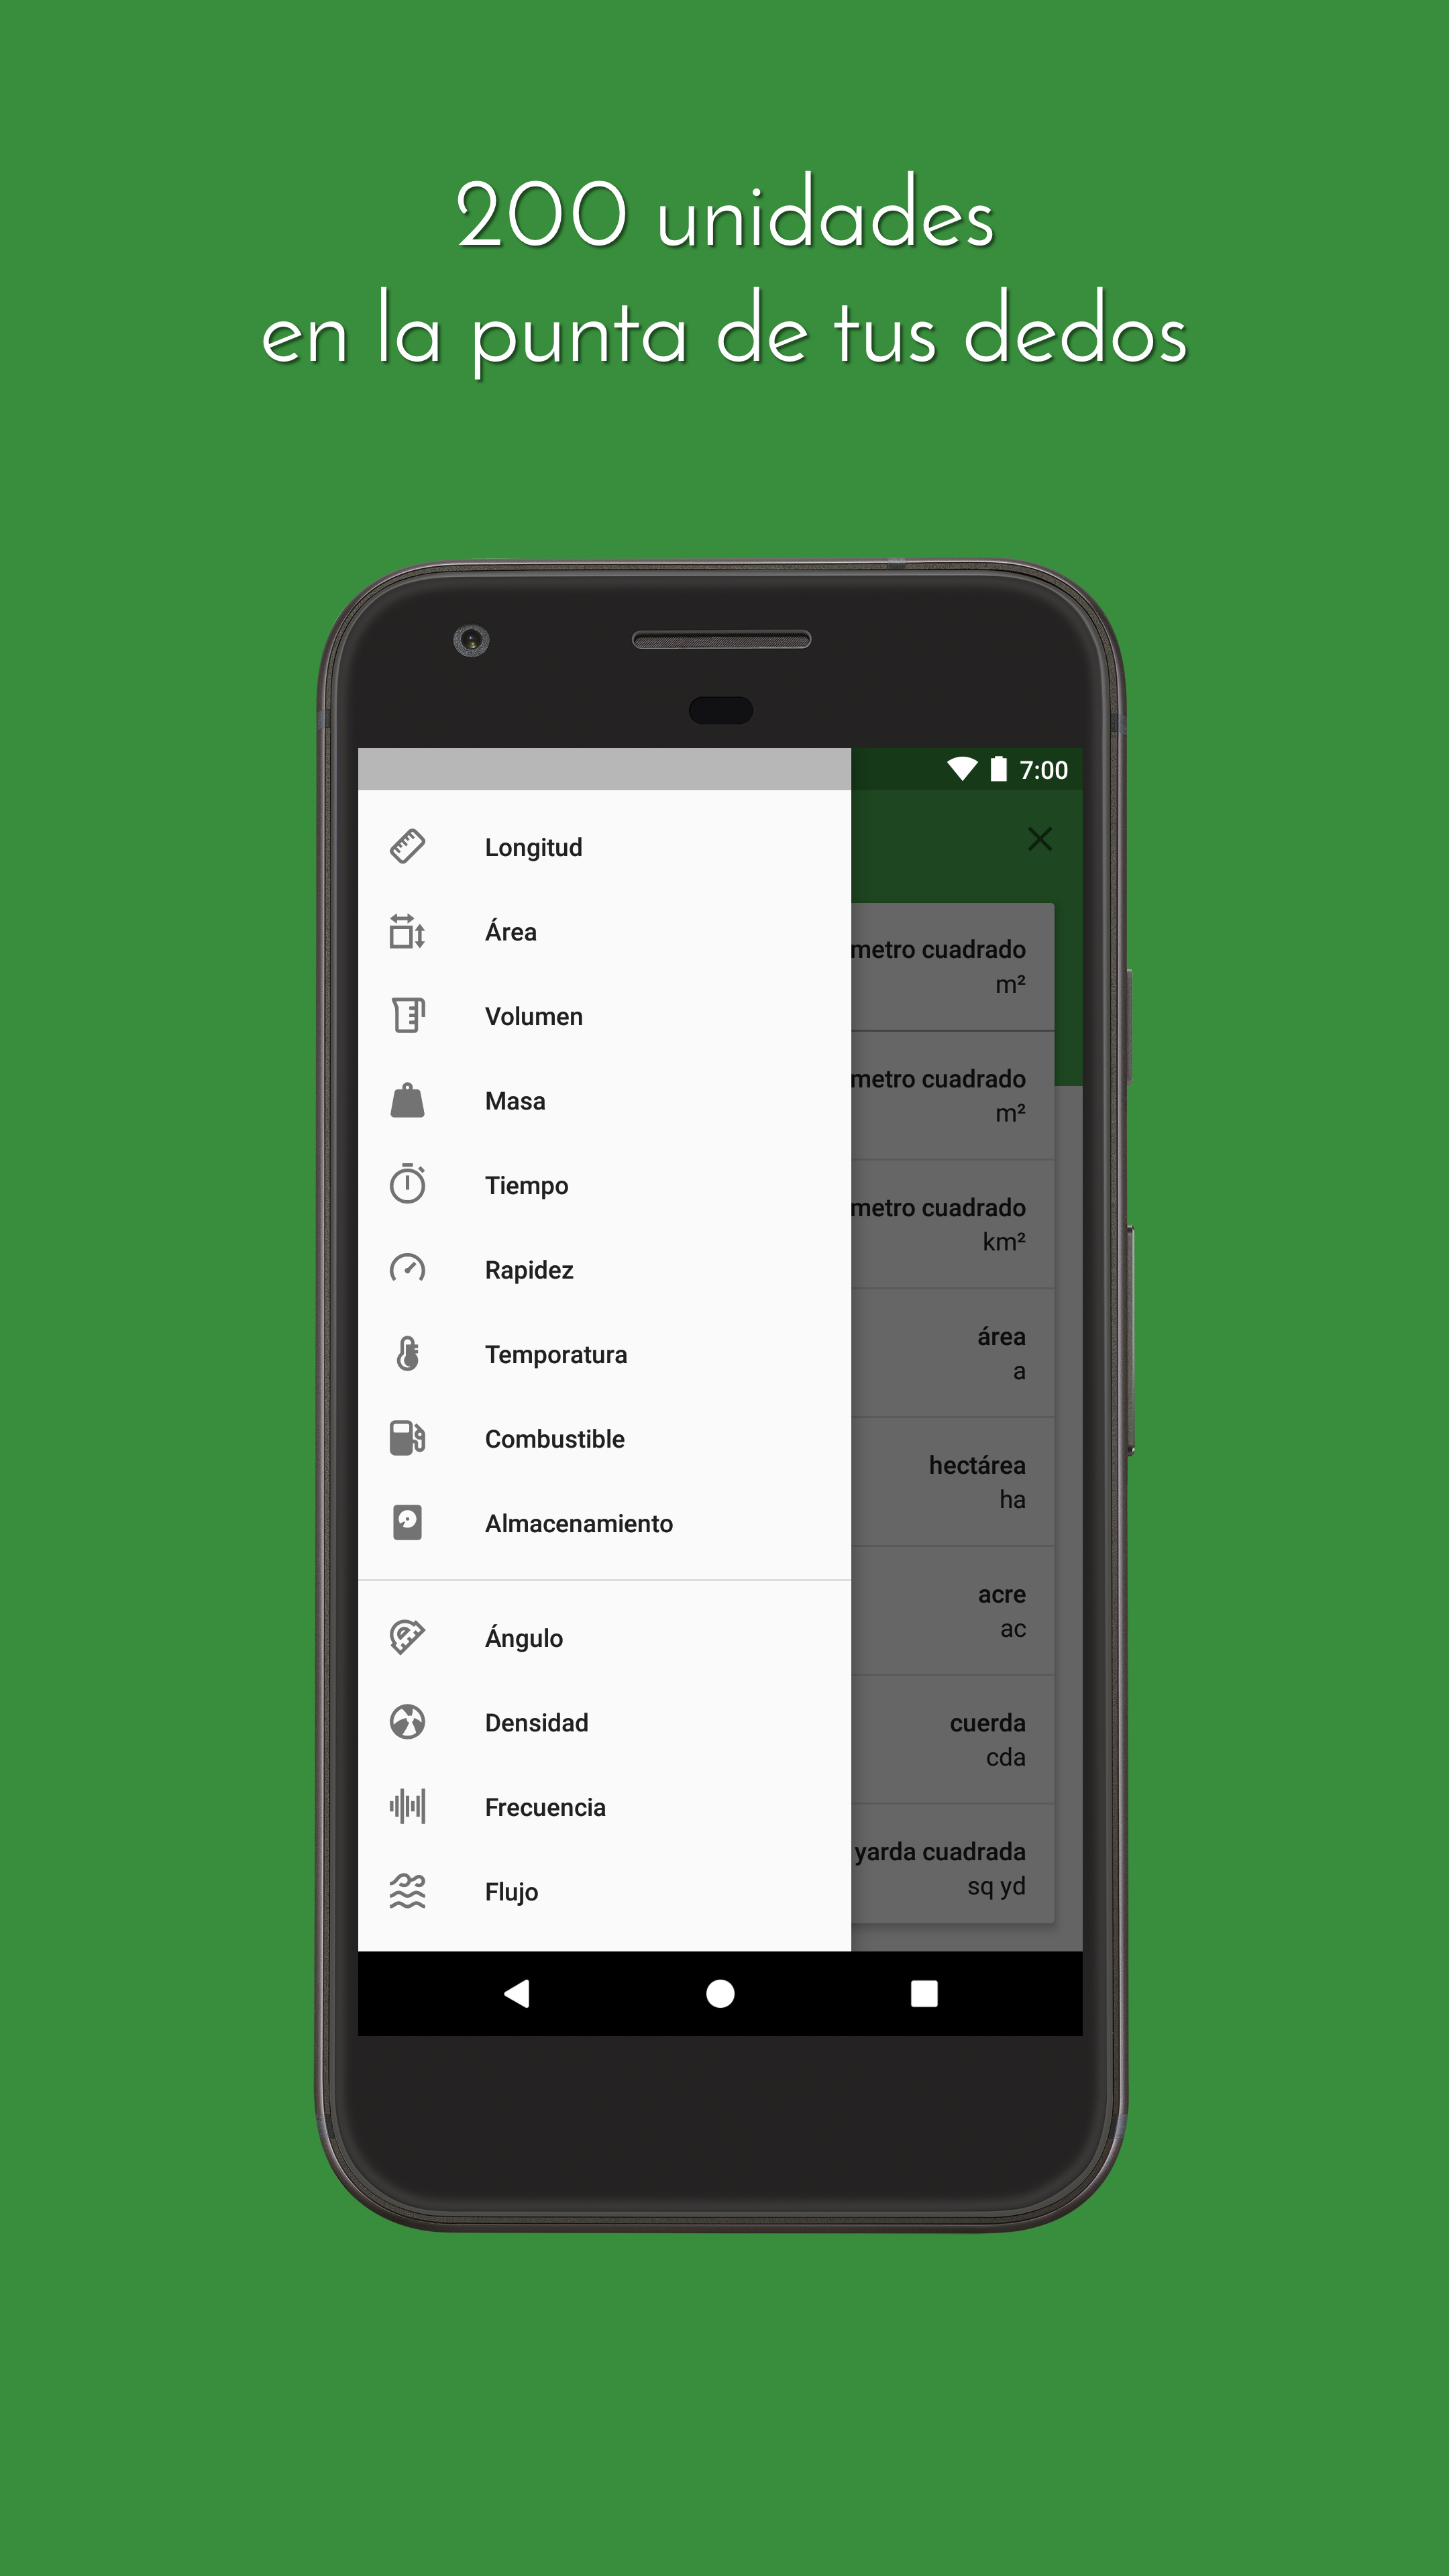 200 unidades
en la punta de tus dedos
7:00
Longitud
Área
Volumen
Masa
Tiempo
Rapidez
Temporatura
Combustible
Almacenamiento
Ángulo
Densidad
Frecuencia
Flujo
metro cuadrado
m²
metro cuadrado
m²
metro cuadrado
km²
área
a
hectárea
ha
acre
ac
cuerda
cda
yarda cuadrada
sq yd